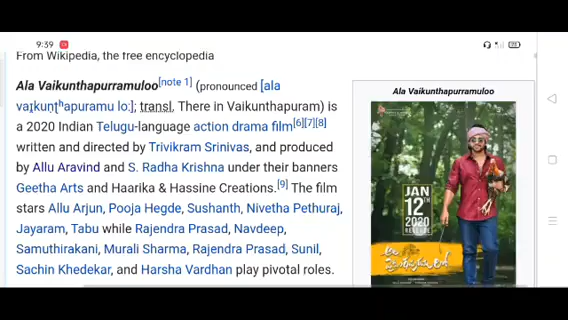 9:39
From Wikipedia, the free encyclopedia
Ala Vaikunthapurramuloo[note 1] (pronounced [ala
vaɪkuɳʈʰapuramu loː]; transl. There in Vaikunthapuram) is
a 2020 Indian Telugu-language action drama film[6][7][8]
written and directed by Trivikram Srinivas, and produced
by Allu Aravind and S. Radha Krishna under their banners
Geetha Arts and Haarika & Hassine Creations.[9] The film
stars Allu Arjun, Pooja Hegde, Sushanth, Nivetha Pethuraj,
Jayaram, Tabu while Rajendra Prasad, Navdeep,
Samuthirakani, Murali Sharma, Rajendra Prasad, Sunil,
Sachin Khedekar, and Harsha Vardhan play pivotal roles.
Ala Vaikunthapurramuloo
JAN
12TH
2020
RELEASE
అల
వైకుంఠపురములో